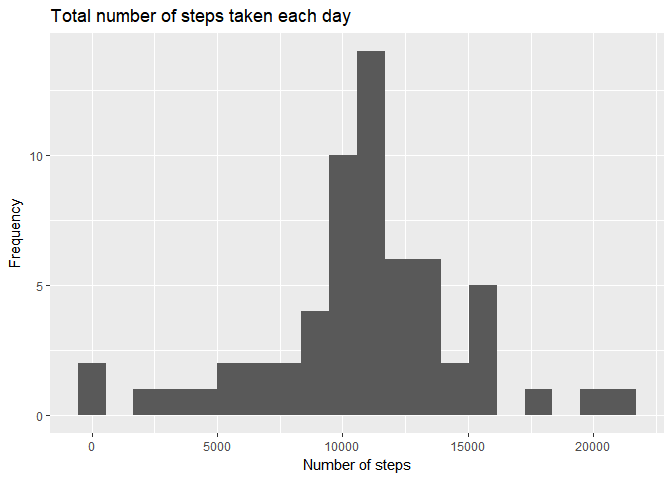 Total number of steps taken each day
10
5
0
Frequency
0 5000 10000 15000 20000
Number of steps